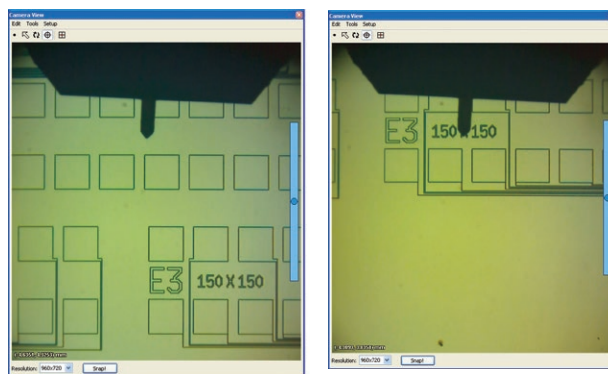 Camera View
Edit Tools Setup
E3 150 X 150
Resolution: 960x720 Snap!
Camera View
Edit Tools Setup
E3 150 X 150
Resolution: 960x720 Snap!